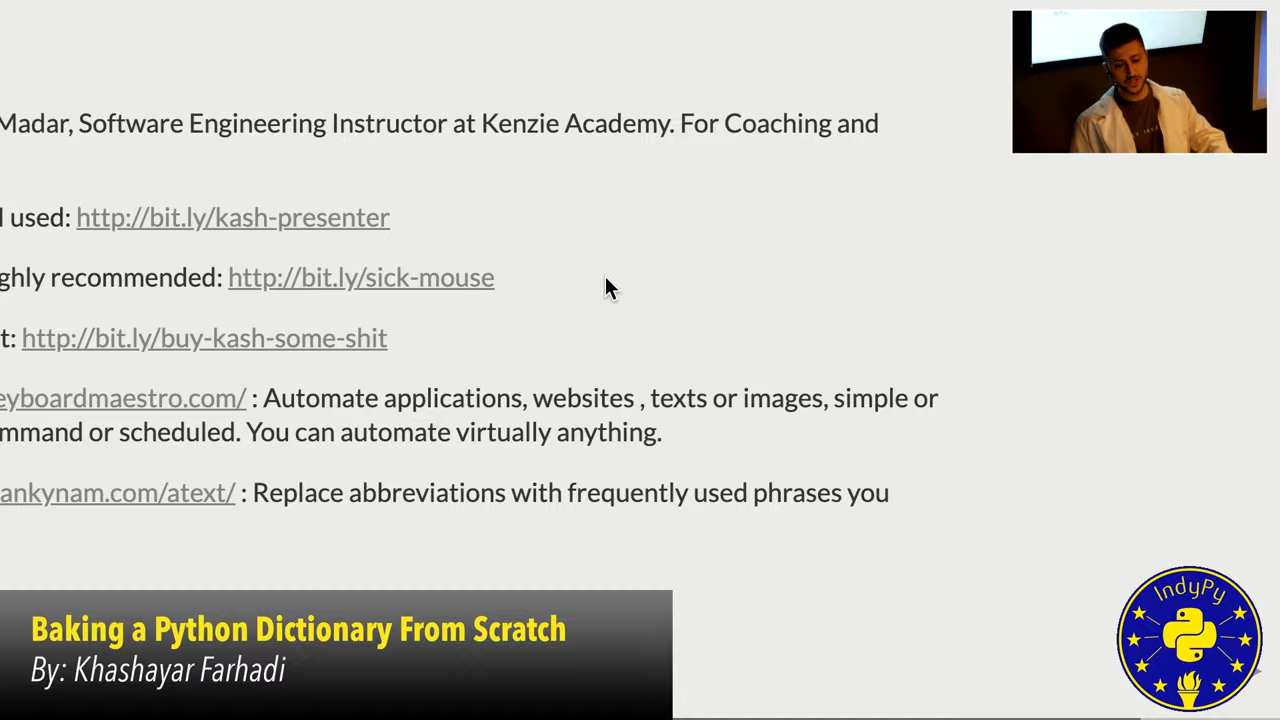 Madar, Software Engineering Instructor at Kenzie Academy. For Coaching and
I used: http://bit.ly/kash-presenter
ghly recommended: http://bit.ly/sick-mouse
t: http://bit.ly/buy-kash-some-shit
eyboardmaestro.com/ : Automate applications, websites , texts or images, simple or
mmand or scheduled. You can automate virtually anything.
ankynam.com/atext/ : Replace abbreviations with frequently used phrases you
Baking a Python Dictionary From Scratch
By: Khashayar Farhadi
IndyPy